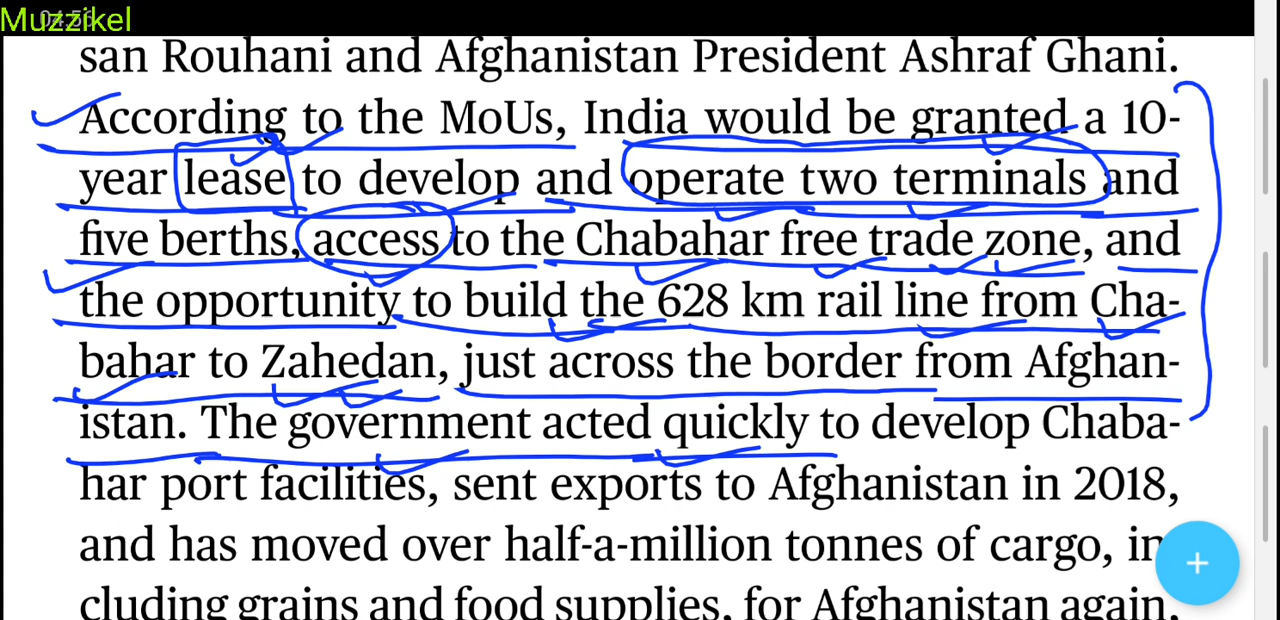 Muzzikel
san Rouhani and Afghanistan President Ashraf Ghani.
According to the MoUs, India would be granted a 10-
year lease to develop and operate two terminals and
five berths, access to the Chabahar free trade zone, and
the opportunity to build the 628 km rail line from Cha-
bahar to Zahedan, just across the border from Afghan-
istan. The government acted quickly to develop Chaba-
har port facilities, sent exports to Afghanistan in 2018,
and has moved over half-a-million tonnes of cargo, in-
cluding grains and food supplies, for Afghanistan again,